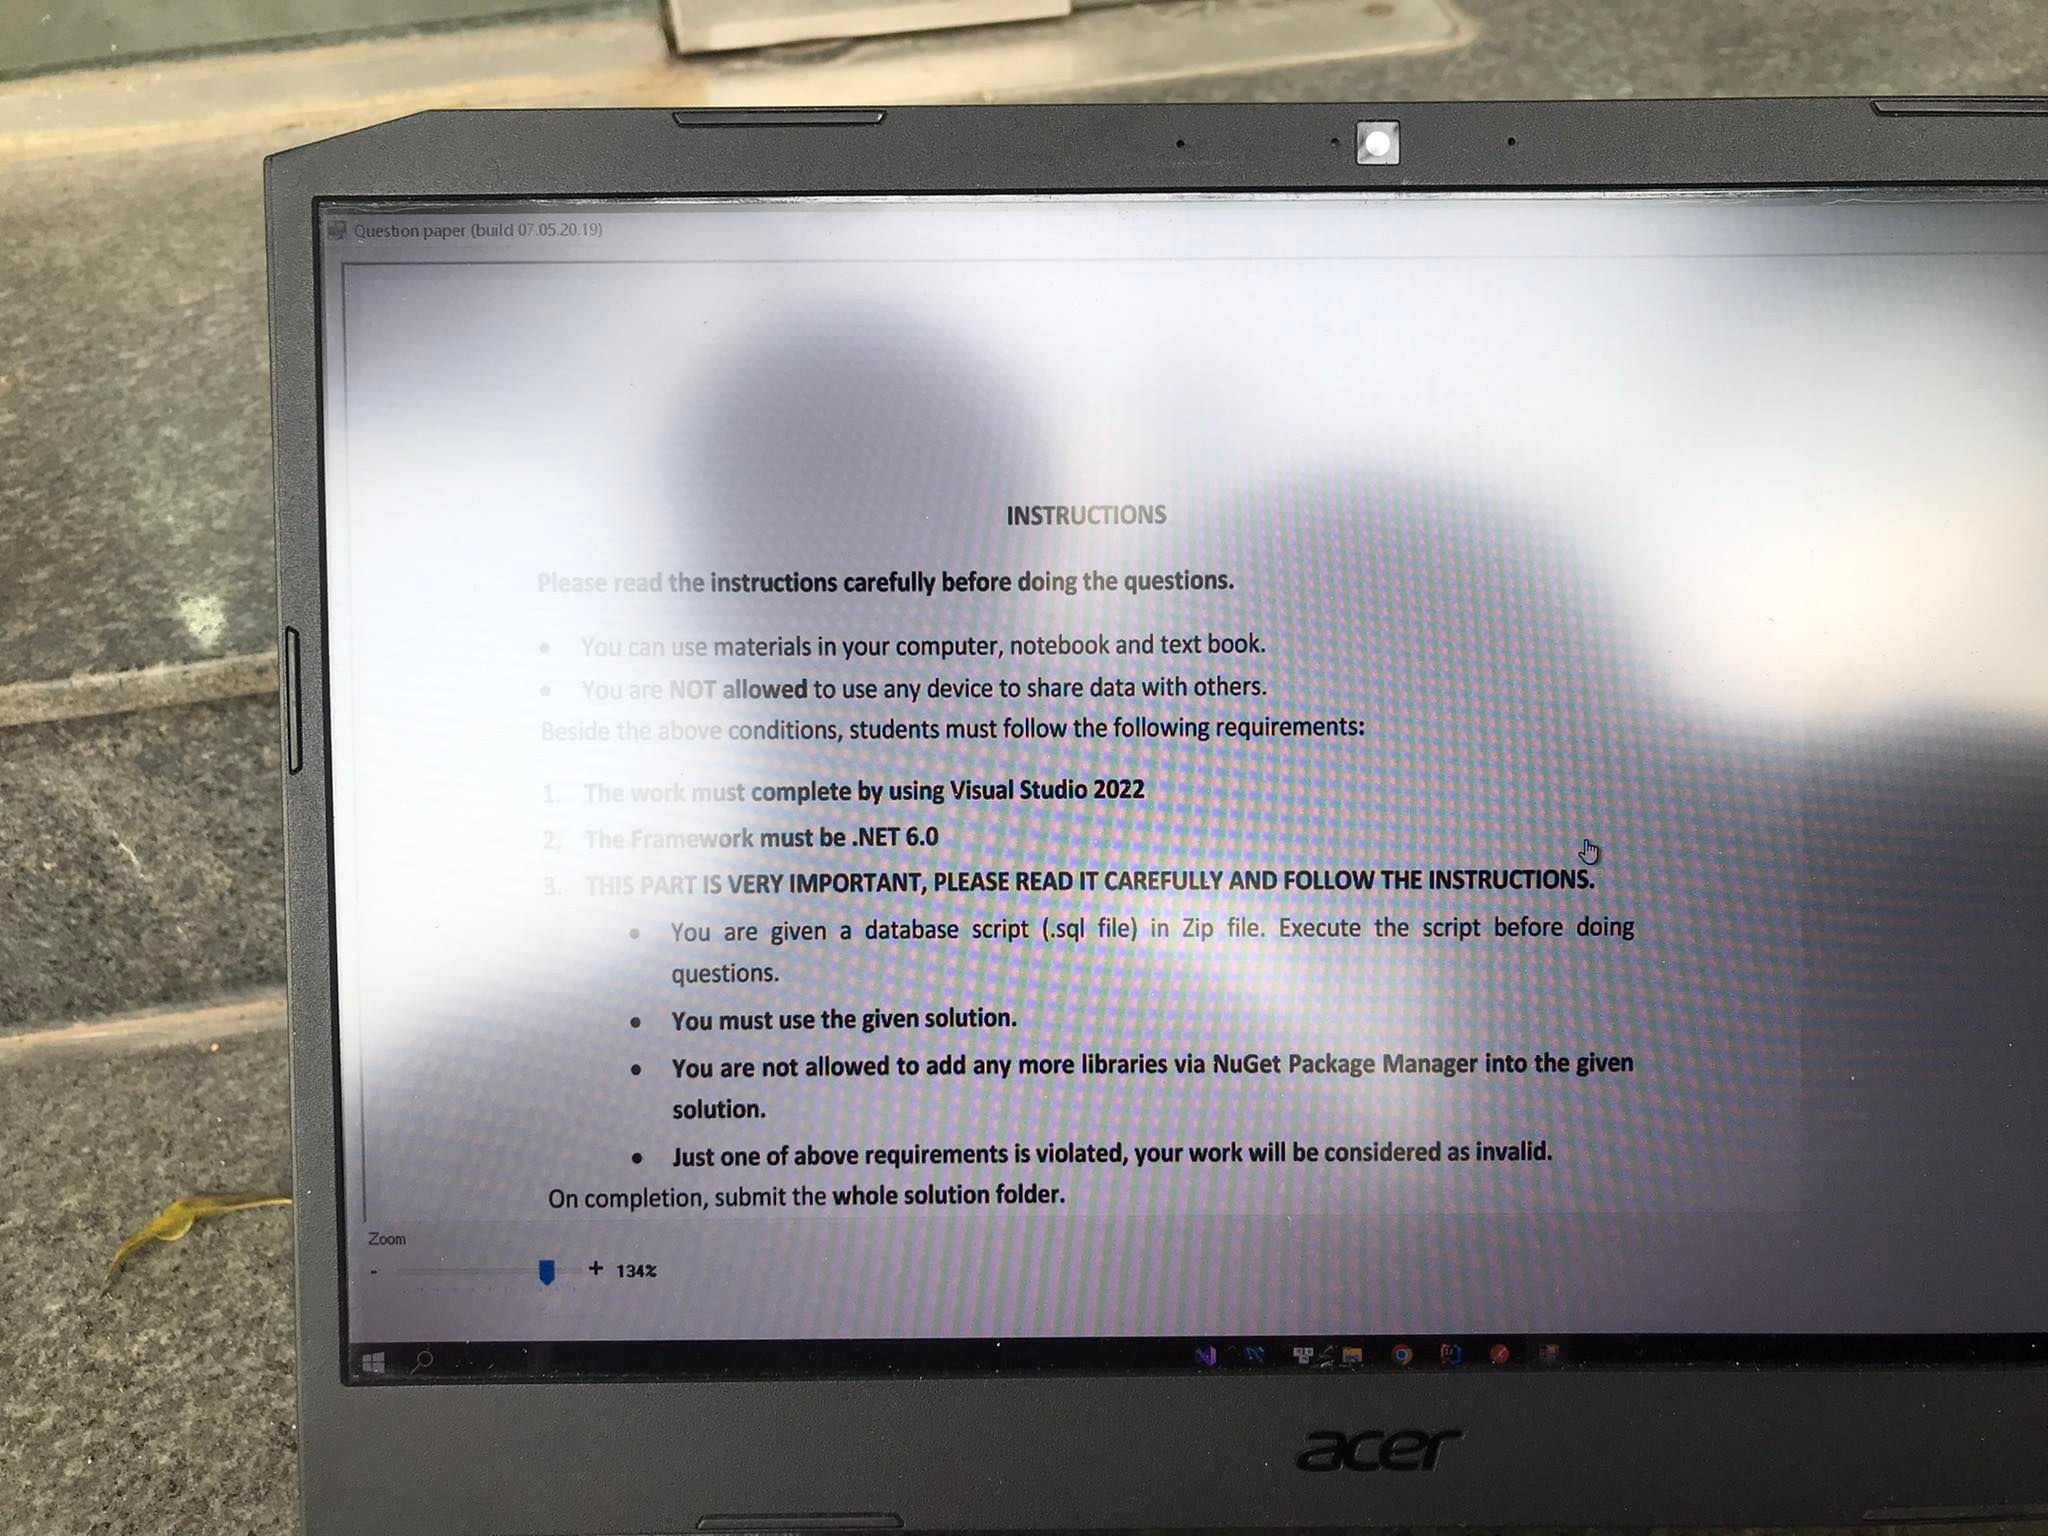 Question paper (build 07.05.20.19)
INSTRUCTIONS
Please read the instructions carefully before doing the questions.
• You can use materials in your computer, notebook and text book.
• You are NOT allowed to use any device to share data with others.
Beside the above conditions, students must follow the following requirements:
1. The work must complete by using Visual Studio 2022
2. The Framework must be .NET 6.0
3. THIS PART IS VERY IMPORTANT, PLEASE READ IT CAREFULLY AND FOLLOW THE INSTRUCTIONS.
• You are given a database script (.sql file) in Zip file. Execute the script before doing
questions.
• You must use the given solution.
• You are not allowed to add any more libraries via NuGet Package Manager into the given
solution.
• Just one of above requirements is violated, your work will be considered as invalid.
On completion, submit the whole solution folder.
Zoom
- + 134%
acer